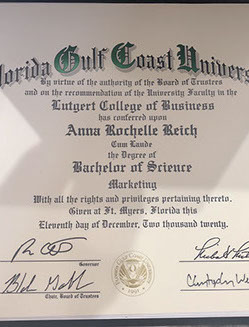 lorida Gulf Coast Univers
By virtue of the authority of the Board of Trustees
and on the recommendation of the University Faculty in the
Lutgert College of Business
has conferred upon
Anna Rochelle Reich
Cum Laude
the Degree of
Bachelor of Science
Marketing
With all the rights and privileges pertaining thereto.
Given at Ft. Myers, Florida this
Eleventh day of December, Two thousand twenty.
Governor
Chair, Board of Trustees